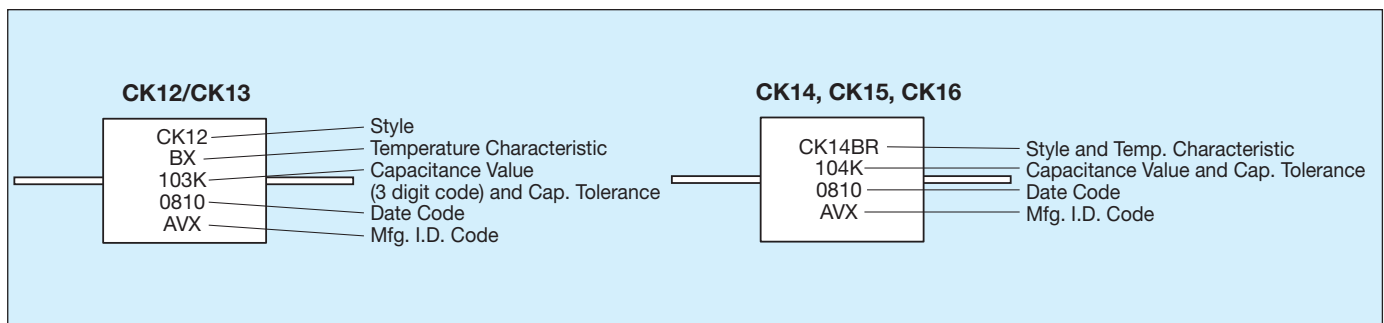 CK12/CK13
CK12
BX
103K
0810
AVX
Style
Temperature Characteristic
Capacitance Value
(3 digit code) and Cap. Tolerance
Date Code
Mfg. I.D. Code
CK14, CK15, CK16
CK14BR
104K
0810
AVX
Style and Temp. Characteristic
Capacitance Value and Cap. Tolerance
Date Code
Mfg. I.D. Code